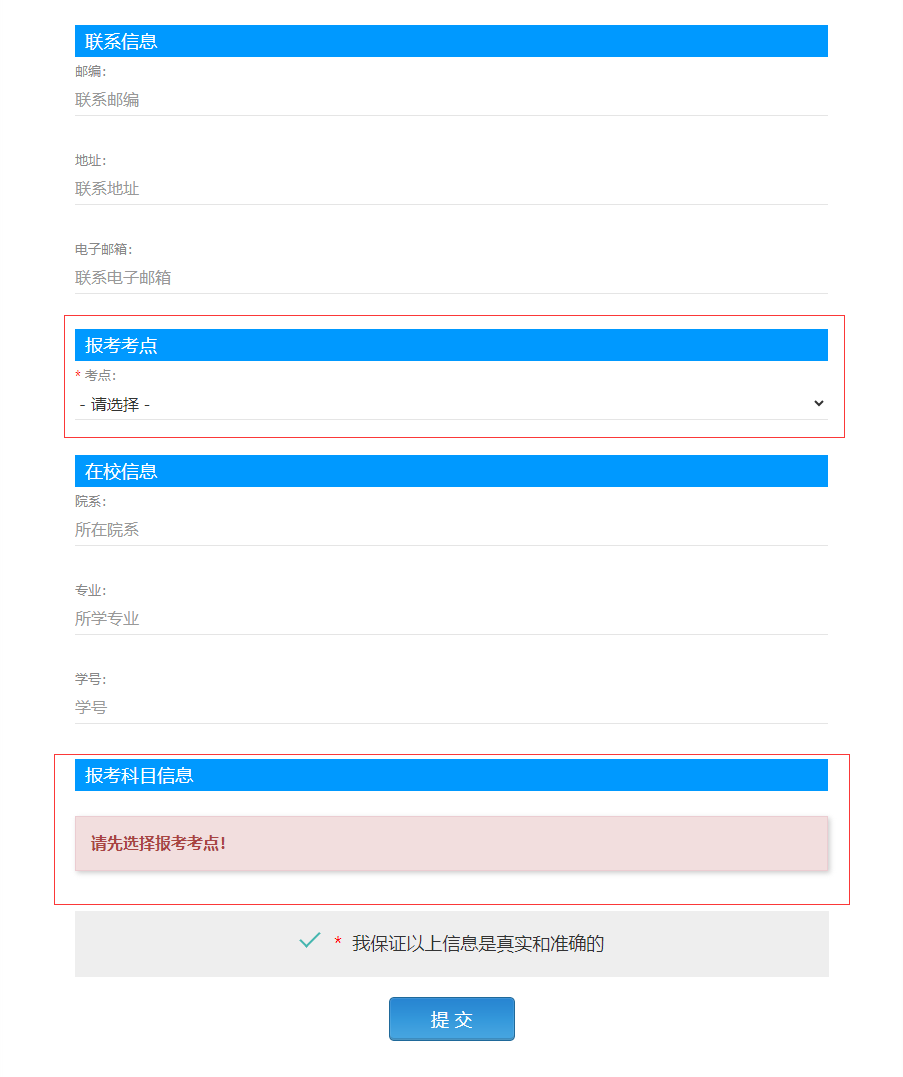 联系信息
邮编:
联系邮编
地址:
联系地址
电子邮箱:
联系电子邮箱
报考考点
* 考点:
- 请选择 -
在校信息
院系:
所在院系
专业:
所学专业
学号:
学号
报考科目信息
请先选择报考考点!
* 我保证以上信息是真实和准确的
提 交